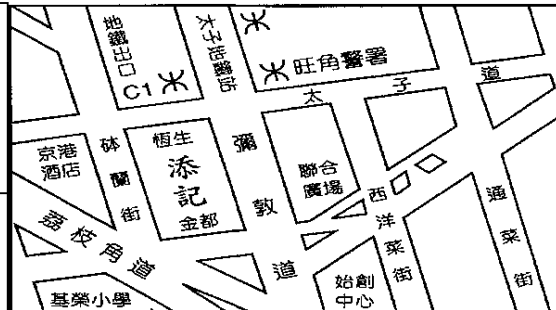 地鐵出口
C1
太子地鐵站
旺角警署
太子道
京港
酒店
砵蘭街
恆生
添記
金都
彌敦道
聯合
廣場
西洋菜街
通菜街
荔枝角道
基榮小學
始創
中心